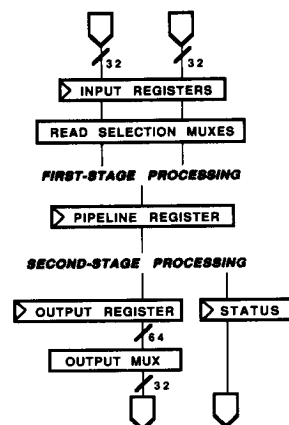 32 32
INPUT REGISTERS
READ SELECTION MUXES
FIRST-STAGE PROCESSING
PIPELINE REGISTER
SECOND-STAGE PROCESSING
OUTPUT REGISTER STATUS
64
OUTPUT MUX
32